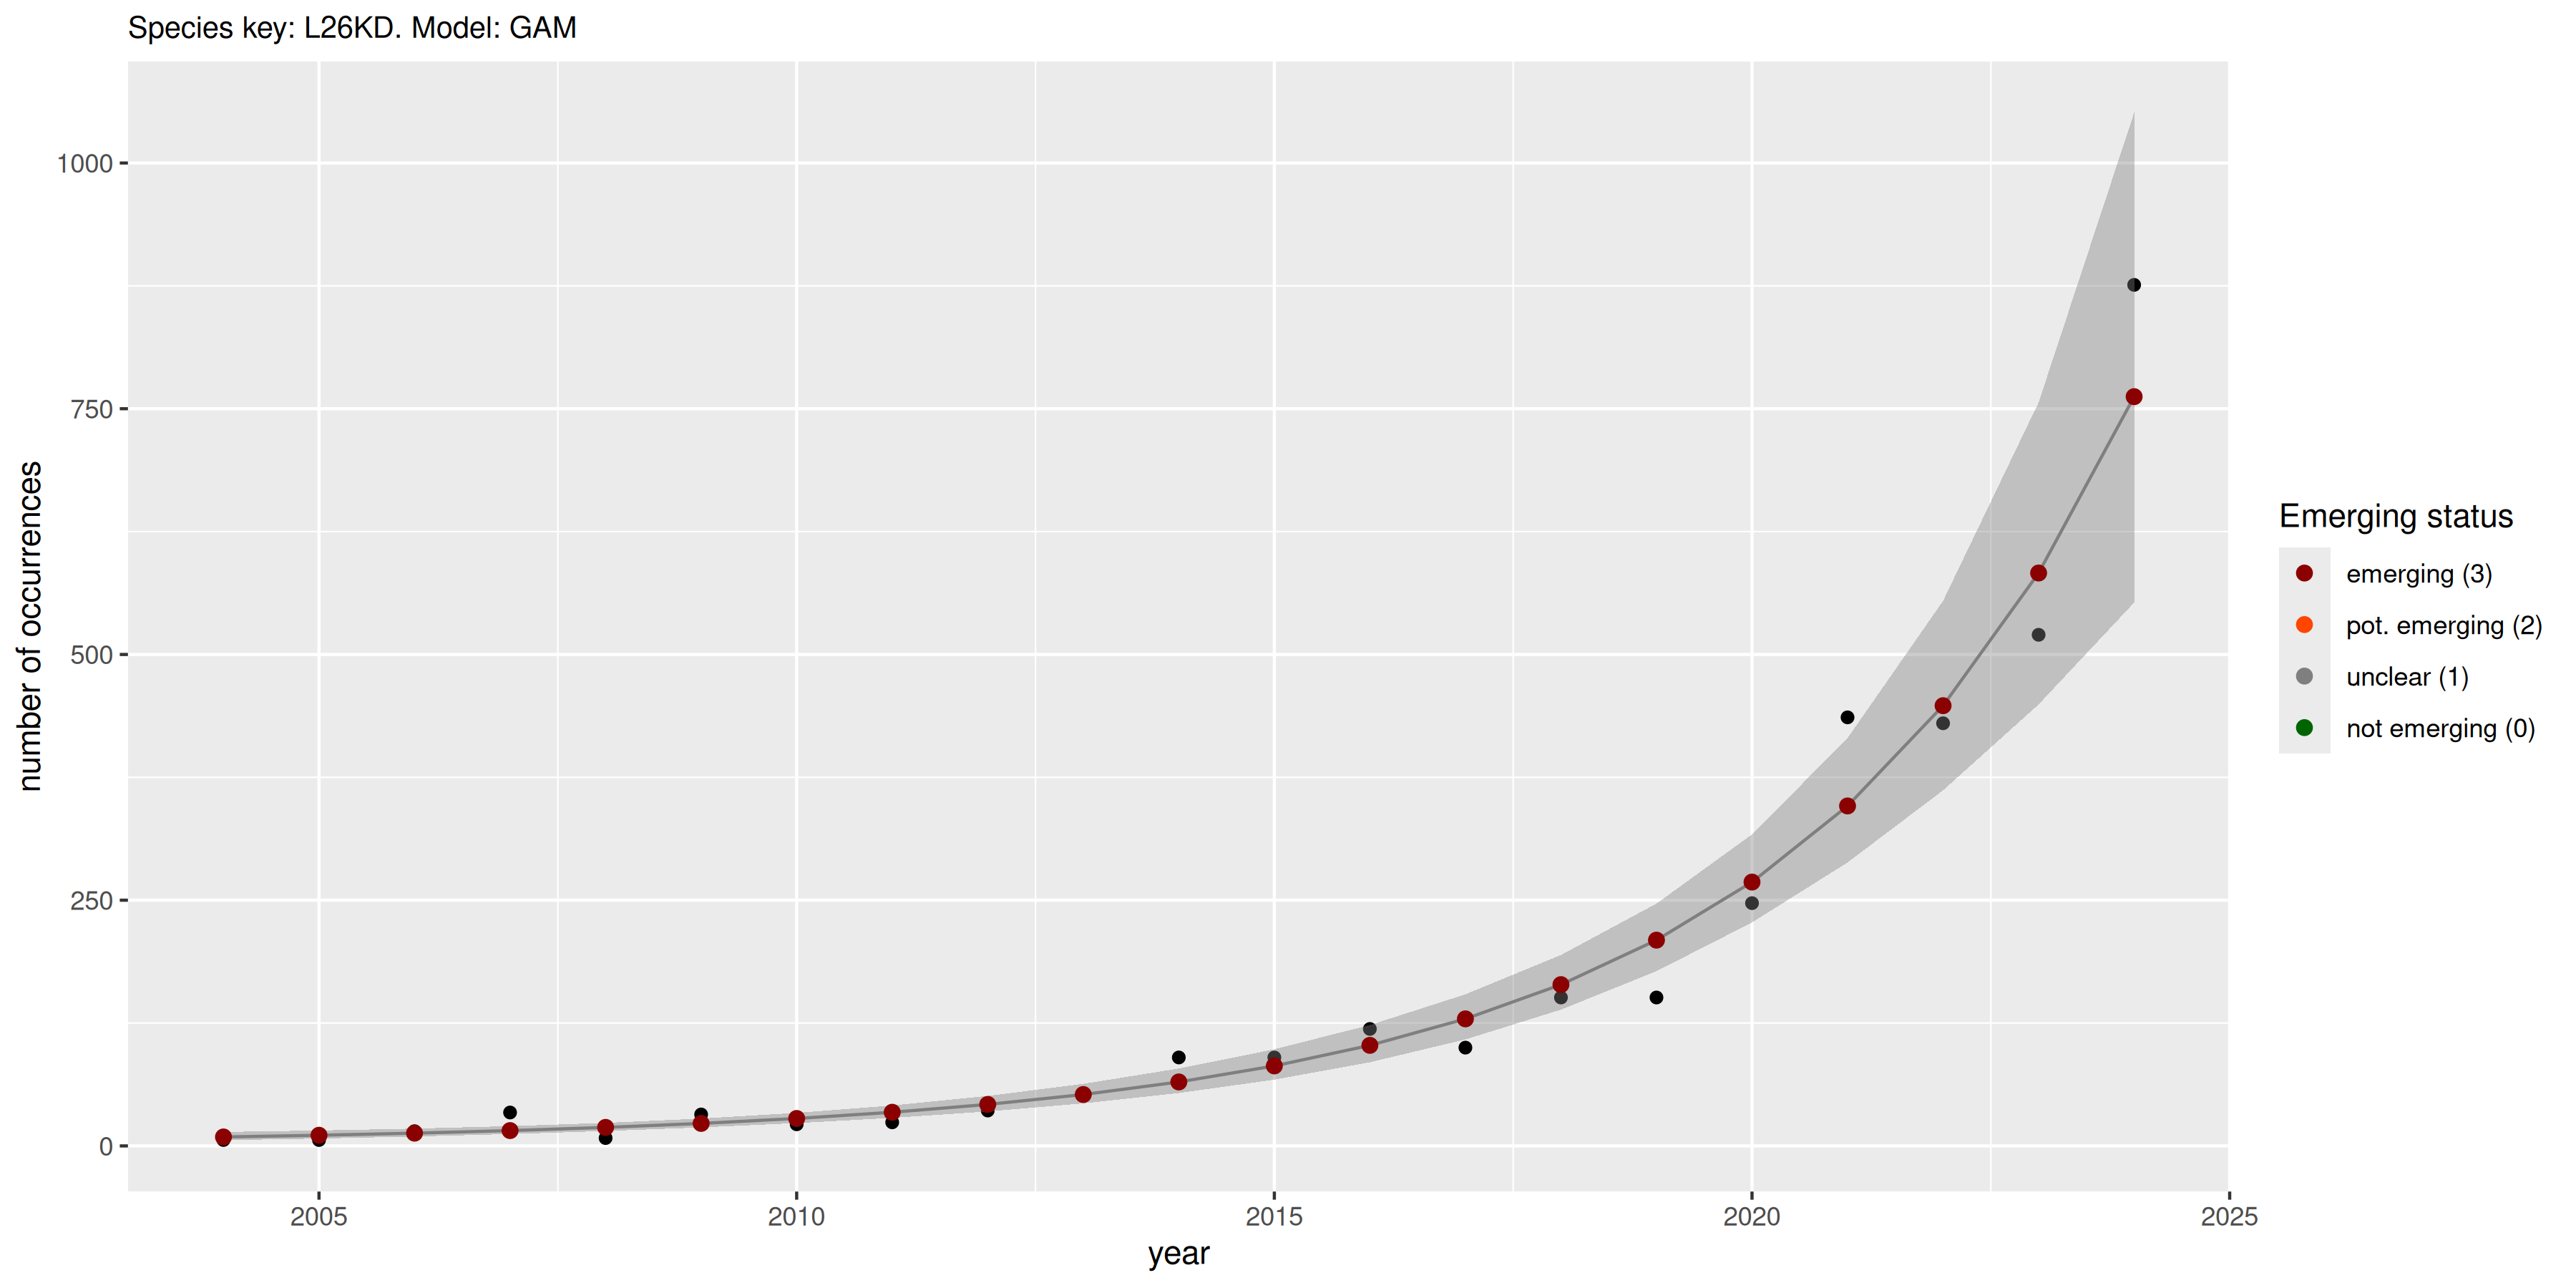 Species key: L26KD. Model: GAM
1000
750
500
250
0
number of occurrences
2005
2010
2015
2020
2025
year
Emerging status
emerging (3)
pot. emerging (2)
unclear (1)
not emerging (0)